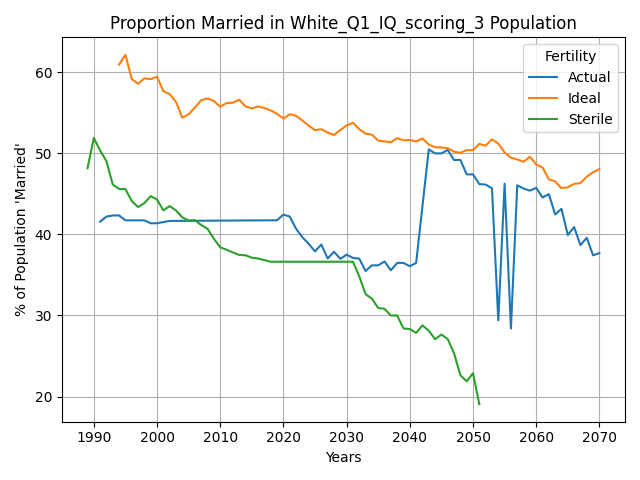 Proportion Married in White_Q1_IQ_scoring_3 Population
Fertility
Actual
Ideal
Sterile
% of Population 'Married'
60
50
40
30
20
1990 2000 2010 2020 2030 2040 2050 2060 2070
Years